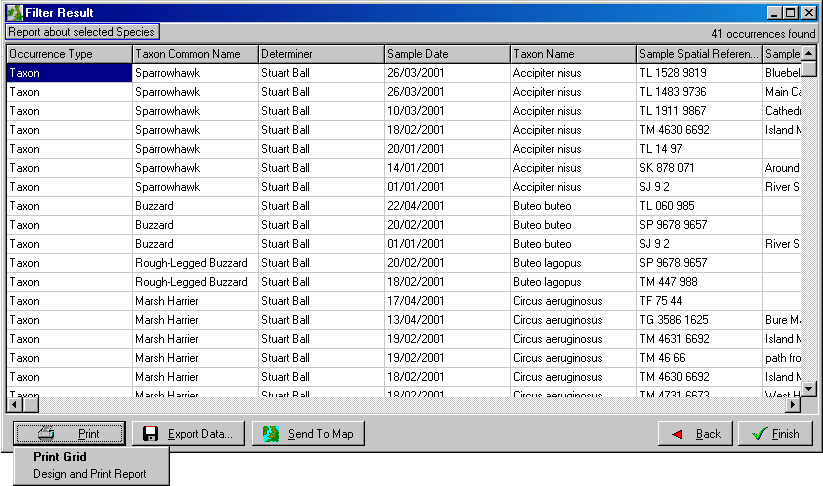 Filter Result
Report about selected Species
41 occurrences found
Occurrence Type Taxon Common Name Determiner Sample Date Taxon Name Sample Spatial Referen... Sample
Taxon Sparrowhawk Stuart Ball 26/03/2001 Accipiter nisus TL 1528 9819 Bluebel
Taxon Sparrowhawk Stuart Ball 26/03/2001 Accipiter nisus TL 1483 9736 Main Ca
Taxon Sparrowhawk Stuart Ball 10/03/2001 Accipiter nisus TL 1911 9867 Cathed
Taxon Sparrowhawk Stuart Ball 18/02/2001 Accipiter nisus TM 4630 6692 Island M
Taxon Sparrowhawk Stuart Ball 20/01/2001 Accipiter nisus TL 14 97
Taxon Sparrowhawk Stuart Ball 14/01/2001 Accipiter nisus SK 878 071 Around
Taxon Sparrowhawk Stuart Ball 01/01/2001 Accipiter nisus SJ 9 2 River S
Taxon Buzzard Stuart Ball 22/04/2001 Buteo buteo TL 060 985
Taxon Buzzard Stuart Ball 20/02/2001 Buteo buteo SP 9678 9657
Taxon Buzzard Stuart Ball 01/01/2001 Buteo buteo SJ 9 2 River S
Taxon Rough-Legged Buzzard Stuart Ball 20/02/2001 Buteo lagopus SP 9678 9657
Taxon Rough-Legged Buzzard Stuart Ball 18/02/2001 Buteo lagopus TM 447 988
Taxon Marsh Harrier Stuart Ball 17/04/2001 Circus aeruginosus TF 75 44
Taxon Marsh Harrier Stuart Ball 13/04/2001 Circus aeruginosus TG 3586 1625 Bure Ma
Taxon Marsh Harrier Stuart Ball 19/02/2001 Circus aeruginosus TM 4631 6692 Island M
Taxon Marsh Harrier Stuart Ball 19/02/2001 Circus aeruginosus TM 46 66 path fro
Taxon Marsh Harrier Stuart Ball 18/02/2001 Circus aeruginosus TM 4630 6692 Island M
Taxon Marsh Harrier Stuart Ball 18/02/2001 Circus aeruginosus TM 4731 6673 West H
Print Export Data... Send To Map Back Finish
Print Grid
Design and Print Report